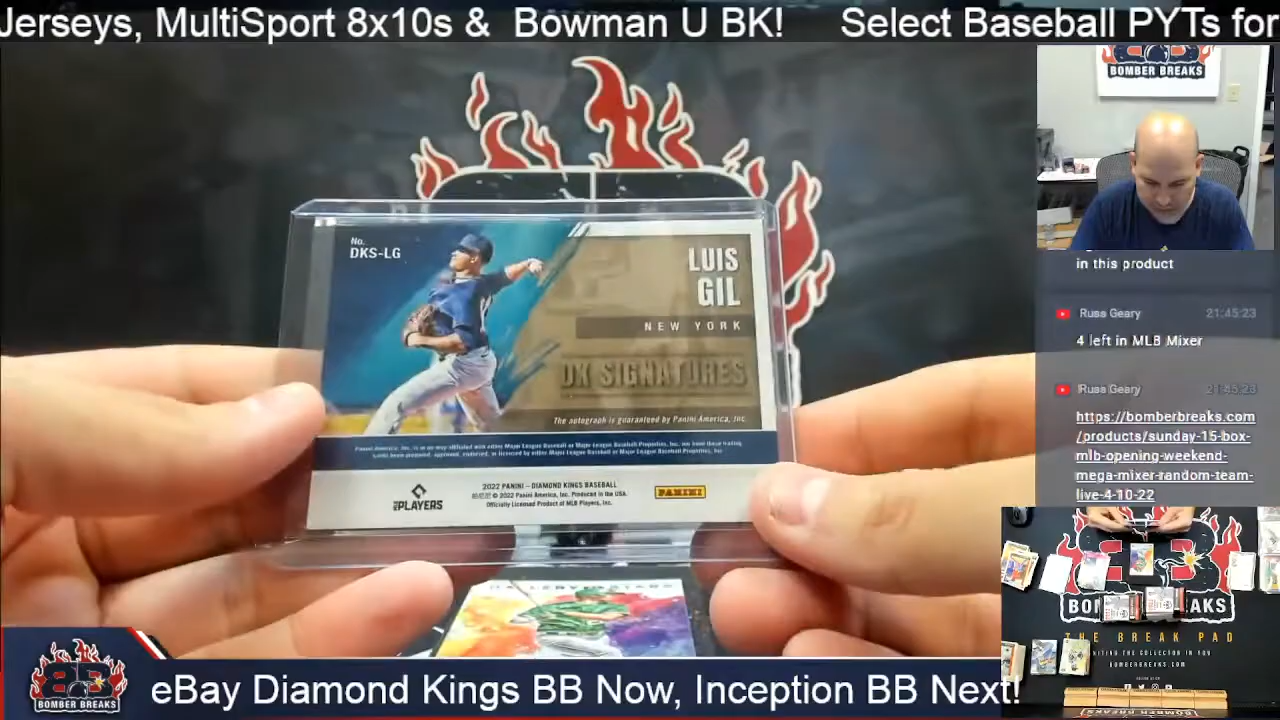 Jerseys, MultiSport 8x10s &  Bowman U BK!
Select Baseball PYTs for
BOMBER BREAKS
No.
DKS-LG
LUIS
GIL
NEW YORK
DK SIGNATURES
The autograph is guaranteed by Panini America, Inc.
2022 PANINI – DIAMOND KINGS BASEBALL
© 2022 Panini America, Inc. Produced in the USA.
Officially Licensed Product of MLB Players, Inc.
PLAYERS
PANINI
in this product
Russ Geary 21:45:23
4 left in MLB Mixer
Russ Geary 21:45:23
https://bomberbreaks.com
/products/sunday-15-box-
mlb-opening-weekend-
mega-mixer-random-team-
live-4-10-22
THE BREAK PAD
BOMBERBREAKS.COM
BOMBER BREAKS
eBay Diamond Kings BB Now, Inception BB Next!